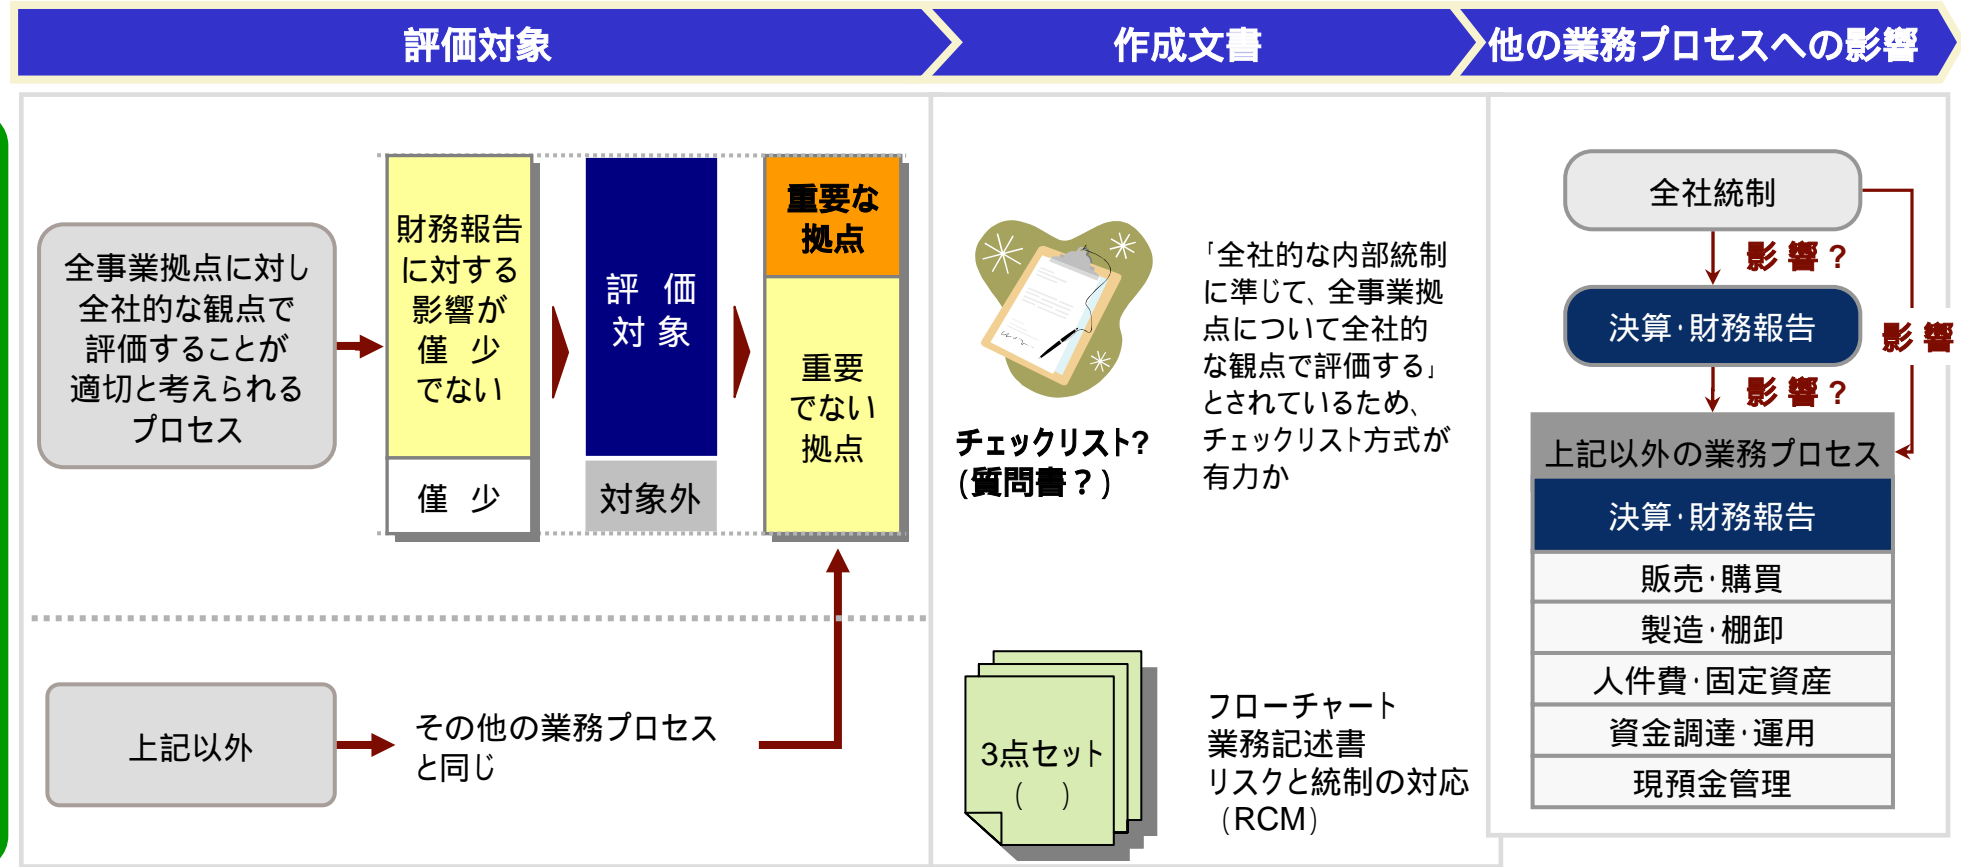 評価対象
作成文書
他の業務プロセスへの影響
全事業拠点に対し
全社的な観点で
評価することが
適切と考えられる
プロセス
財務報告
に対する
影響が
僅 少
でない
僅 少
評 価
対 象
対象外
重要な
拠点
重要
でない
拠点
上記以外
その他の業務プロセス
と同じ
チェックリスト?
(質問書？)
「全社的な内部統制
に準じて、全事業拠
点について全社的
な観点で評価する」
とされているため、
チェックリスト方式が
有力か
3点セット
(　)
フローチャート
業務記述書
リスクと統制の対応
(RCM)
全社統制
影響？
決算・財務報告
影響？
影響
上記以外の業務プロセス
決算・財務報告
販売・購買
製造・棚卸
人件費・固定資産
資金調達・運用
現預金管理